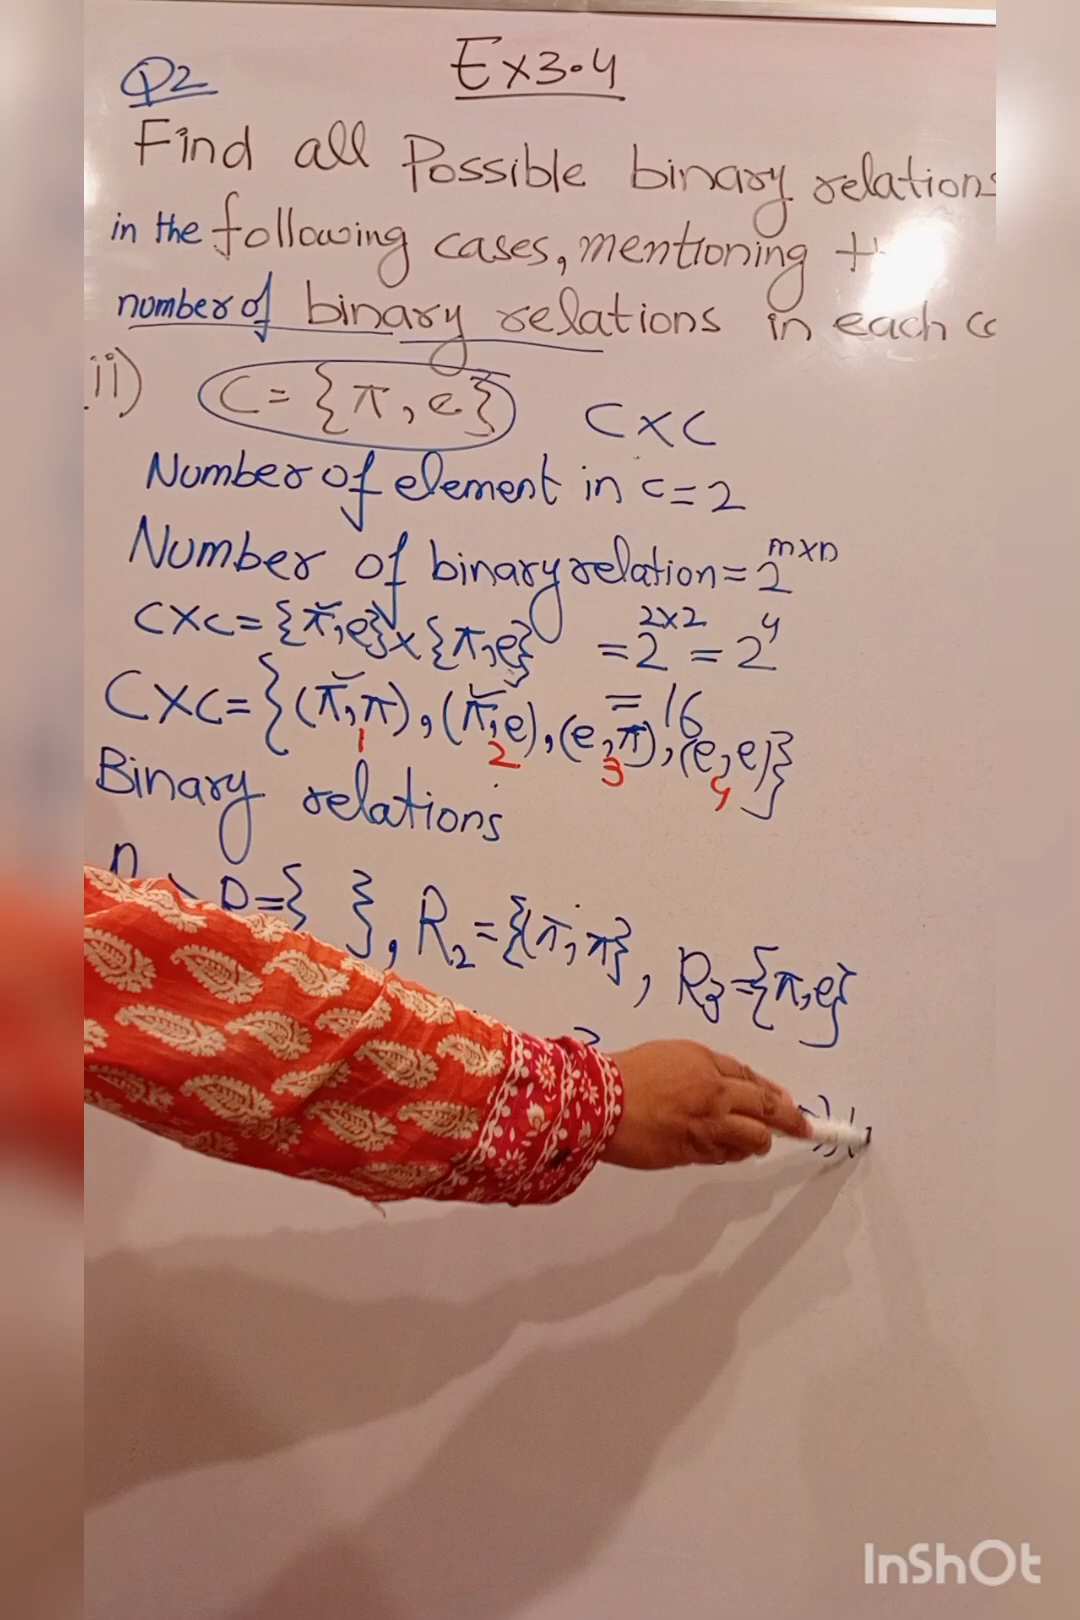 Ex3.4
Q2
Find all Possible binary relations
in the following cases, mentioning
number of binary relations in each
ii) C = {π, e} C×C
Number of element in C = 2
Number of binary relation = 2^{m×n}
C×C = {π, e} × {π, e} = 2^{2×2} = 2^4
= 16
C×C = {(π, π), (π, e), (e, π), (e, e)}
1 2 3 4
Binary relations
= { }, R₂ = {(π, π}, R₃ = {π, e}
InShOt